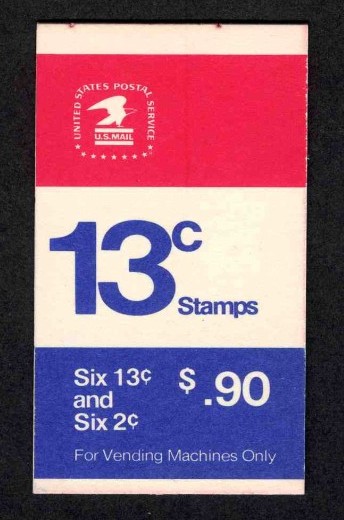 UNITED STATES POSTAL SERVICE
U.S.MAIL
13c
Stamps
Six 13¢
and
Six 2¢
$.90
For Vending Machines Only